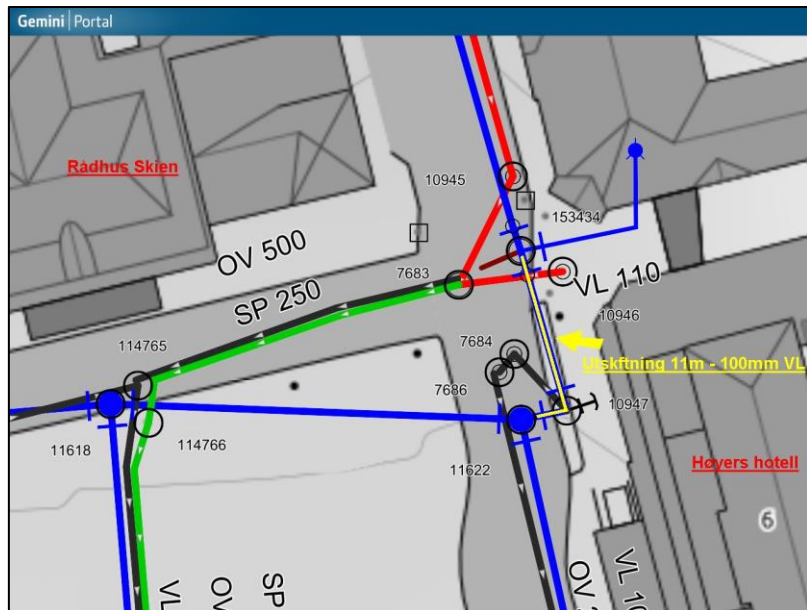 Gemini Portal
Rådhus Skien
10945
153434
OV 500
7683
VL 110
SP 250
10946
114765
7684
Utskftning 11m - 100mm VL
7686
10947
11618
114766
11622
Høyers hotell
6
VL
OV
SP
OV
VL 10